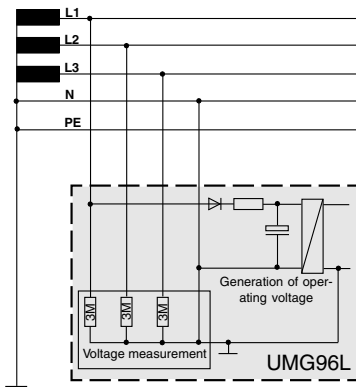 L1
L2
L3
N
PE
Generation of oper-
ating voltage
3M
3M
3M
Voltage measurement
UMG96L